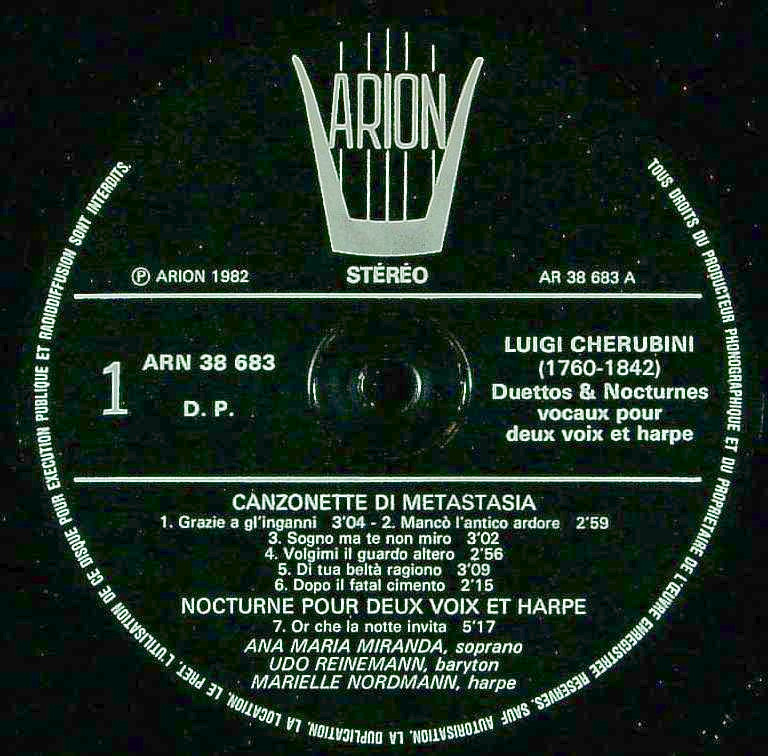 ARION
℗ ARION 1982
STÉRÉO
AR 38 683 A
1
ARN 38 683
D. P.
LUIGI CHERUBINI
(1760-1842)
Duettos & Nocturnes
vocaux pour
deux voix et harpe
CANZONETTE DI METASTASIA
1. Grazie a gl'inganni 3'04 - 2. Mancò l'antico ardore 2'59
3. Sogno ma te non miro 3'02
4. Volgimi il guardo altero 2'56
5. Di tua beltà ragiono 3'09
6. Dopo il fatal cimento 2'15
NOCTURNE POUR DEUX VOIX ET HARPE
7. Or che la notte invita 5'17
ANA MARIA MIRANDA, soprano
UDO REINEMANN, baryton
MARIELLE NORDMANN, harpe
TOUS DROITS DU PRODUCTEUR PHONOGRAPHIQUE ET DU PROPRIETAIRE DE L'ŒUVRE ENREGISTREE RESERVES. SAUF AUTORISATION, LA DUPLICATION, LA LOCATION, LE PRET, L'UTILISATION DE CE DISQUE POUR EXECUTION PUBLIQUE ET RADIODIFFUSION SONT INTERDITS.